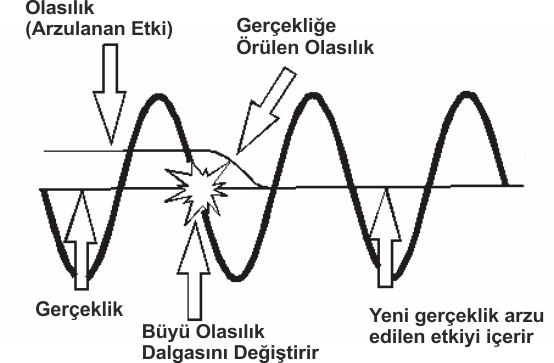 Olasılık
(Arzulanan Etki)
Gerçekliğe
Örülen Olasılık
Gerçeklik
Büyü Olasılık
Dalgasını Değiştirir
Yeni gerçeklik arzu
edilen etkiyi içerir